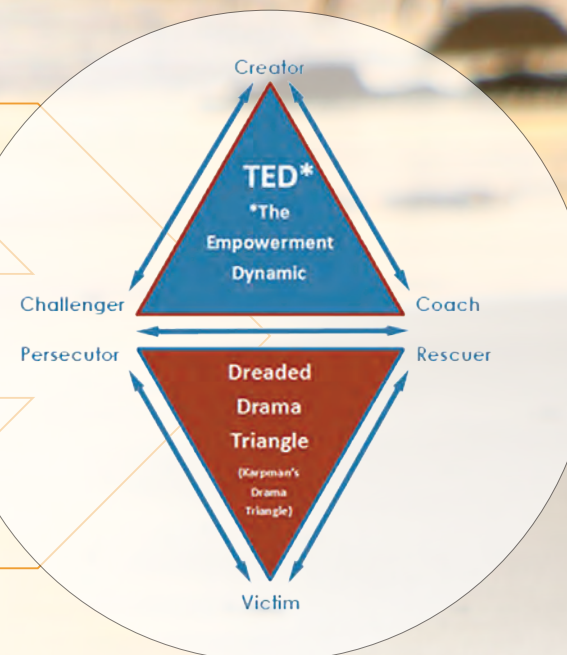 Creator
TED*
*The
Empowerment
Dynamic
Challenger
Coach
Persecutor
Rescuer
Dreaded
Drama
Triangle
(Karpman's
Drama
Triangle)
Victim